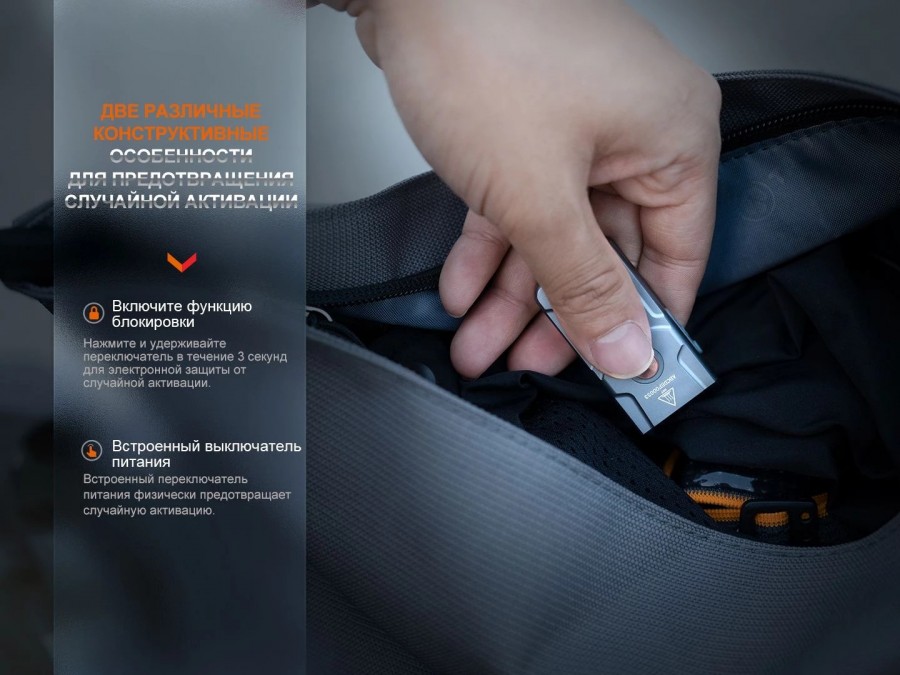 ДВЕ РАЗЛИЧНЫЕ
КОНСТРУКТИВНЫЕ
ОСОБЕННОСТИ
ДЛЯ ПРЕДОТВРАЩЕНИЯ
СЛУЧАЙНОЙ АКТИВАЦИИ
Включите функцию
блокировки
Нажмите и удерживайте
переключатель в течение 3 секунд
для электронной защиты от
случайной активации.
Встроенный выключатель
питания
Встроенный переключатель
питания физически предотвращает
случайную активацию.